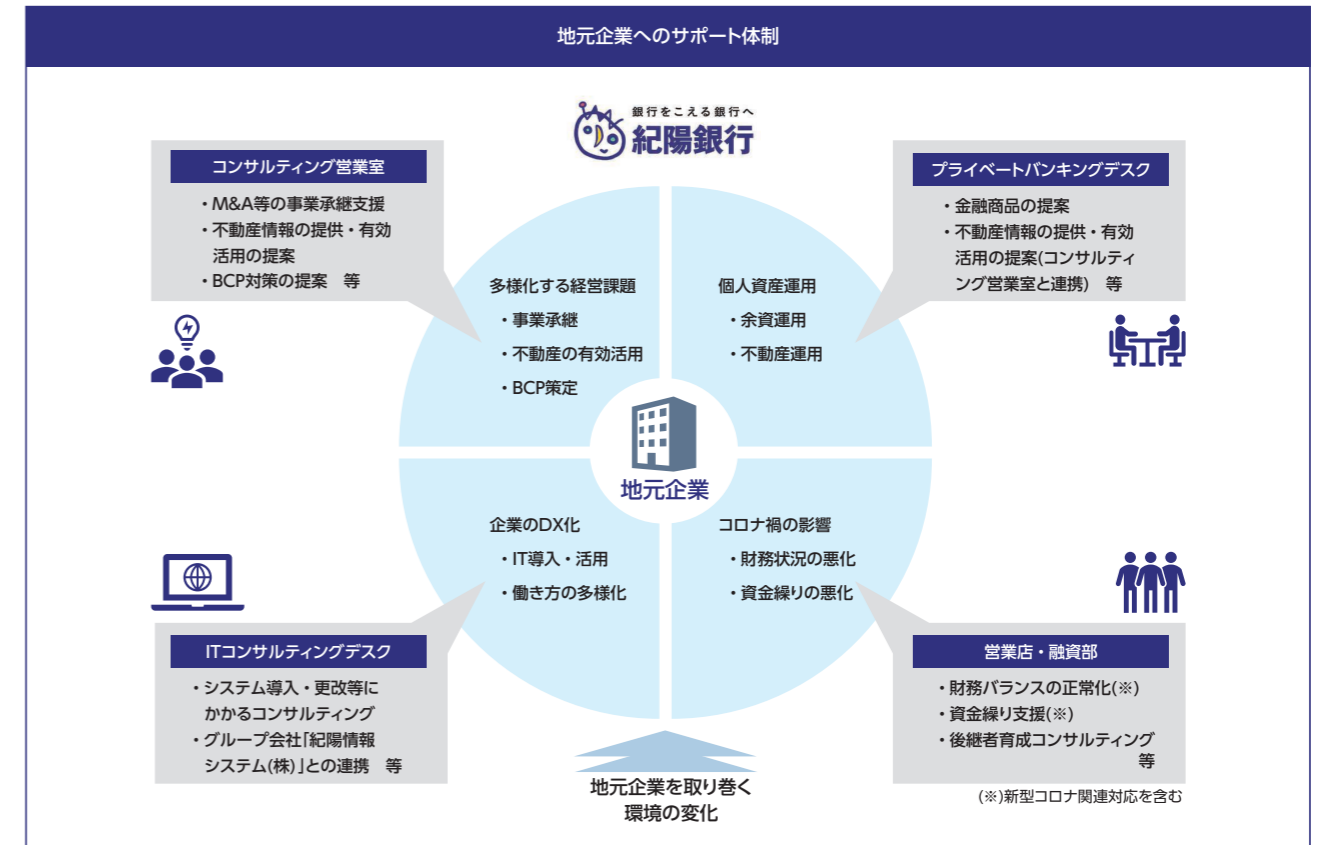 地元企業へのサポート体制
銀行をこえる銀行へ
紀陽銀行
コンサルティング営業室
・M&A等の事業承継支援
・不動産情報の提供・有効
活用の提案
・BCP対策の提案　等
プライベートバンキングデスク
・金融商品の提案
・不動産情報の提供・有効
活用の提案(コンサルティ
ング営業室と連携)　等
多様化する経営課題
・事業承継
・不動産の有効活用
・BCP策定
個人資産運用
・余資運用
・不動産運用
地元企業
企業のDX化
・IT導入・活用
・働き方の多様化
コロナ禍の影響
・財務状況の悪化
・資金繰りの悪化
ITコンサルティングデスク
・システム導入・更改等に
かかるコンサルティング
・グループ会社「紀陽情報
システム(株)」との連携　等
営業店・融資部
・財務バランスの正常化(※)
・資金繰り支援(※)
・後継者育成コンサルティング
等
(※)新型コロナ関連対応を含む
地元企業を取り巻く
環境の変化